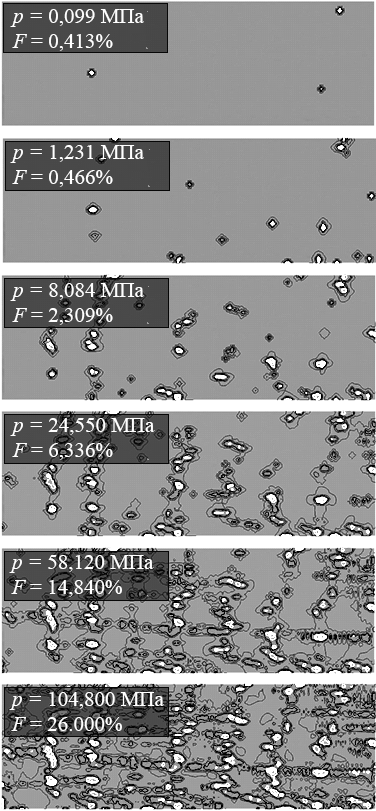 p = 0,099 МПа
F = 0,413%
p = 1,231 МПа
F = 0,466%
p = 8,084 МПа
F = 2,309%
p = 24,550 МПа
F = 6,336%
p = 58,120 МПа
F = 14,840%
p = 104,800 МПа
F = 26.000%